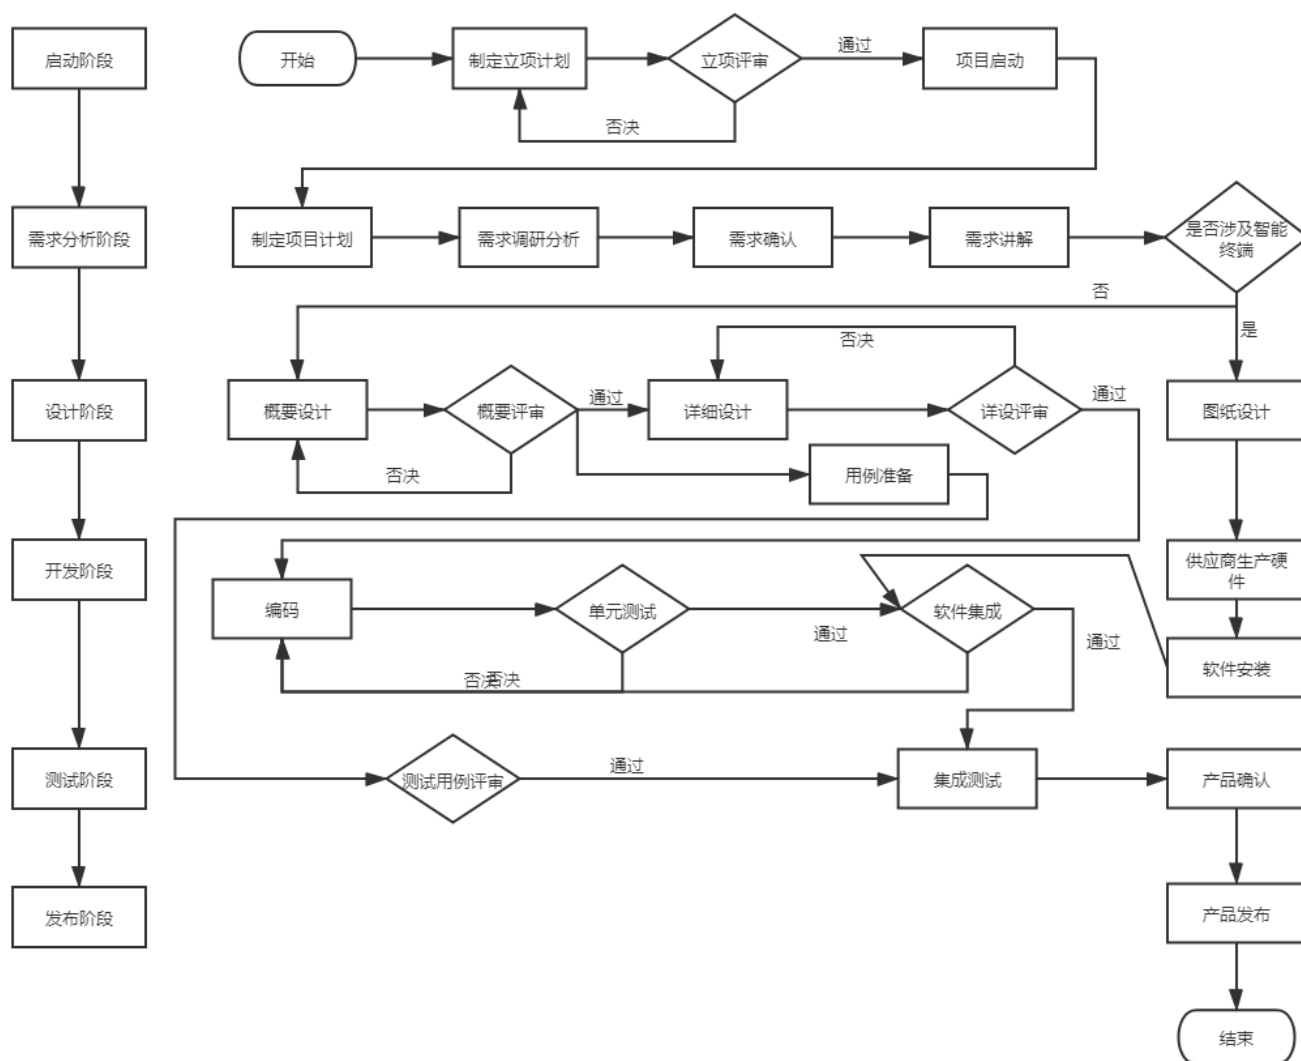 启动阶段
开始
制定立项计划
立项评审
通过
项目启动
否决
需求分析阶段
制定项目计划
需求调研分析
需求确认
需求讲解
是否涉及智能
终端
否
是
否决
设计阶段
概要设计
概要评审
通过
详细设计
详设评审
通过
图纸设计
否决
用例准备
开发阶段
编码
单元测试
通过
软件集成
通过
供应商生产硬
件
软件安装
否决
否决
测试阶段
测试用例评审
通过
集成测试
产品确认
发布阶段
产品发布
结束